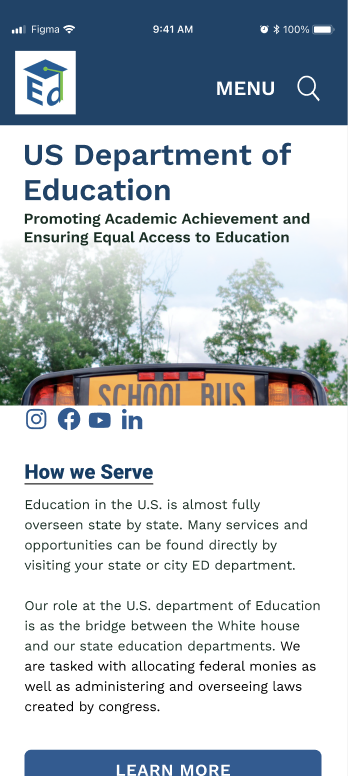 Figma 9:41 AM 100%
Ed MENU
US Department of
Education
Promoting Academic Achievement and
Ensuring Equal Access to Education
SCHOOL BUS
How we Serve
Education in the U.S. is almost fully
overseen state by state. Many services and
opportunities can be found directly by
visiting your state or city ED department.
Our role at the U.S. department of Education
is as the bridge between the White house
and our state education departments. We
are tasked with allocating federal monies as
well as administering and overseeing laws
created by congress.
LEARN MORE